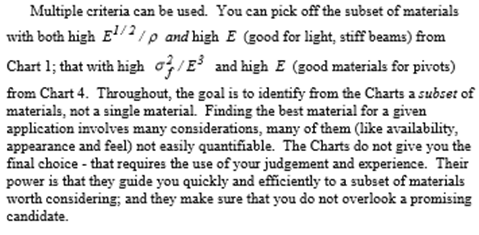 Multiple criteria can be used. You can pick off the subset of materials
with both high E^1/2 / ρ and high E (good for light, stiff beams) from
Chart 1; that with high σ_f^2 / E^3 and high E (good materials for pivots)
from Chart 4. Throughout, the goal is to identify from the Charts a subset of
materials, not a single material. Finding the best material for a given
application involves many considerations, many of them (like availability,
appearance and feel) not easily quantifiable. The Charts do not give you the
final choice - that requires the use of your judgement and experience. Their
power is that they guide you quickly and efficiently to a subset of materials
worth considering; and they make sure that you do not overlook a promising
candidate.